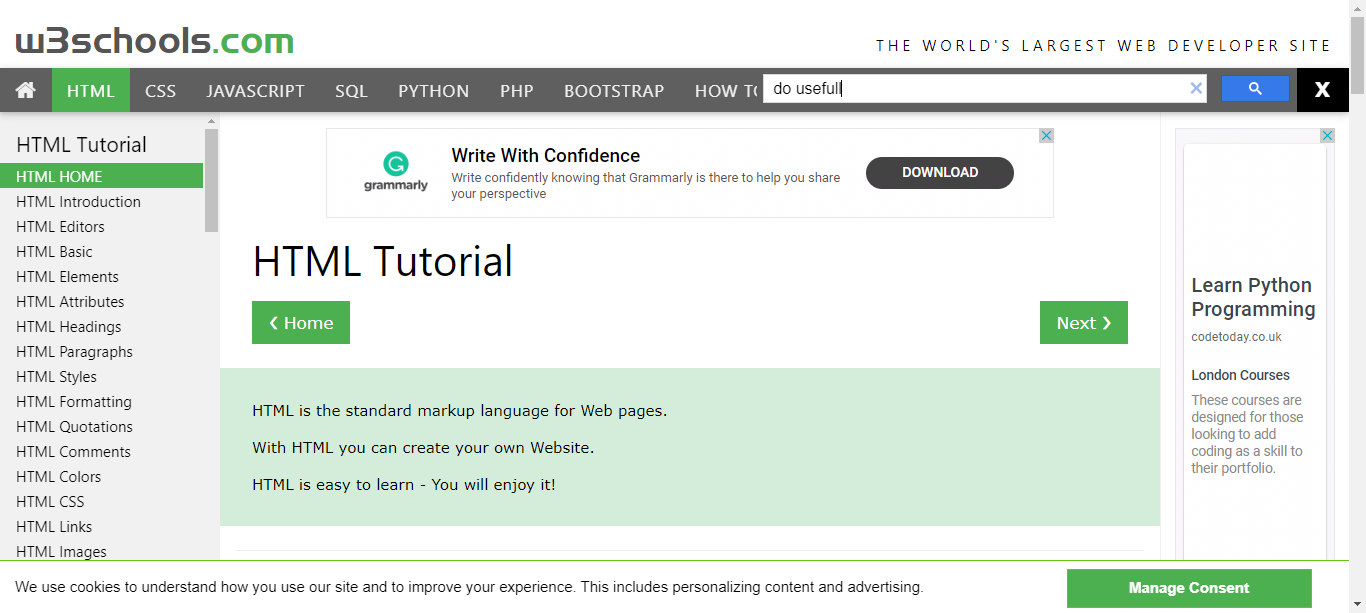 w3schools.com
THE WORLD'S LARGEST WEB DEVELOPER SITE
HTML CSS JAVASCRIPT SQL PYTHON PHP BOOTSTRAP HOW TO do usefull X
HTML Tutorial
HTML HOME
HTML Introduction
HTML Editors
HTML Basic
HTML Elements
HTML Attributes
HTML Headings
HTML Paragraphs
HTML Styles
HTML Formatting
HTML Quotations
HTML Comments
HTML Colors
HTML CSS
HTML Links
HTML Images
grammarly
Write With Confidence
Write confidently knowing that Grammarly is there to help you share
your perspective
DOWNLOAD
HTML Tutorial
❮ Home
Next ❯
HTML is the standard markup language for Web pages.
With HTML you can create your own Website.
HTML is easy to learn - You will enjoy it!
Learn Python
Programming
codetoday.co.uk
London Courses
These courses are
designed for those
looking to add
coding as a skill to
their portfolio.
We use cookies to understand how you use our site and to improve your experience. This includes personalizing content and advertising.
Manage Consent